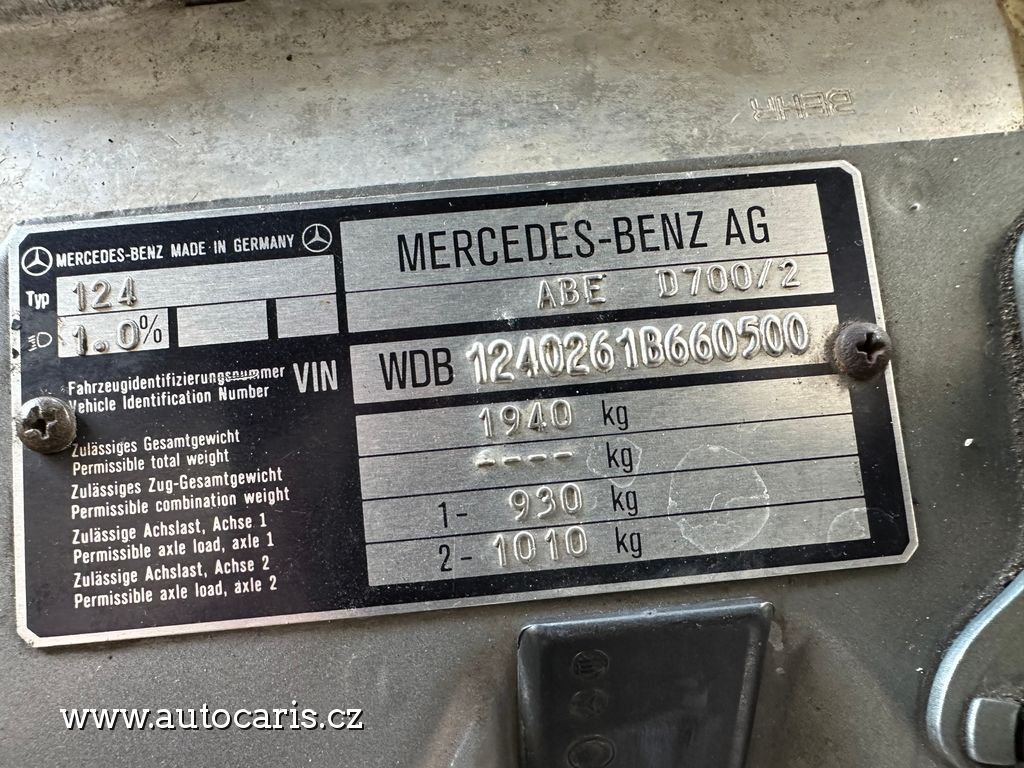 BEHR
MERCEDES-BENZ MADE IN GERMANY
MERCEDES-BENZ AG
Typ 124
ABE D700/2
1.0%
Fahrzeugidentifizierungsnummer
Vehicle Identification Number
VIN
WDB 1240261B660500
Zulässiges Gesamtgewicht
Permissible total weight
1940 kg
Zulässiges Zug-Gesamtgewicht
Permissible combination weight
---- kg
Zulässige Achslast, Achse 1
Permissible axle load, axle 1
1- 930 kg
Zulässige Achslast, Achse 2
Permissible axle load, axle 2
2- 1010 kg
www.autocaris.cz